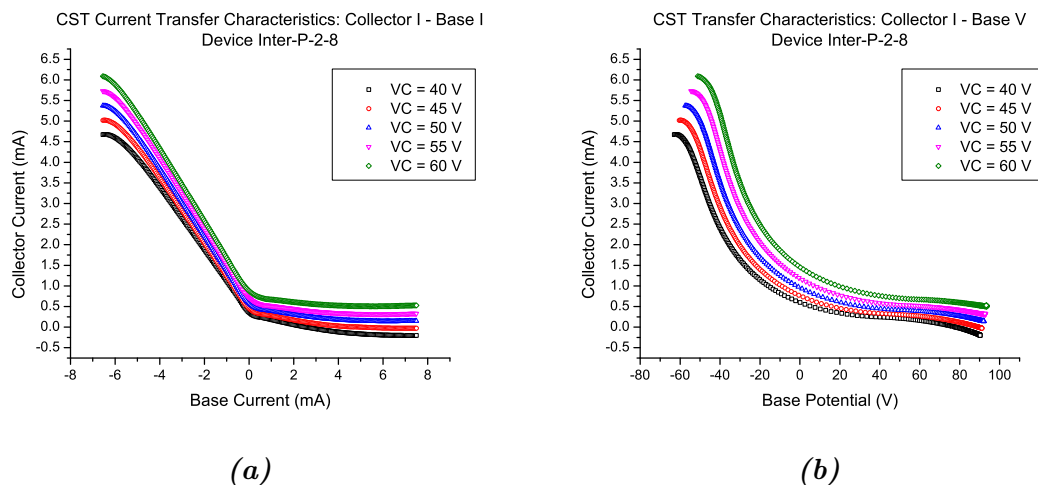 CST Current Transfer Characteristics: Collector I - Base I
Device Inter-P-2-8
6.5
6.0
5.5
5.0
4.5
4.0
3.5
3.0
2.5
2.0
1.5
1.0
0.5
0.0
-0.5
Collector Current (mA)
VC = 40 V
VC = 45 V
VC = 50 V
VC = 55 V
VC = 60 V
-8 -6 -4 -2 0 2 4 6 8
Base Current (mA)
(a)
CST Transfer Characteristics: Collector I - Base V
Device Inter-P-2-8
6.5
6.0
5.5
5.0
4.5
4.0
3.5
3.0
2.5
2.0
1.5
1.0
0.5
0.0
-0.5
Collector Current (mA)
VC = 40 V
VC = 45 V
VC = 50 V
VC = 55 V
VC = 60 V
-80 -60 -40 -20 0 20 40 60 80 100
Base Potential (V)
(b)